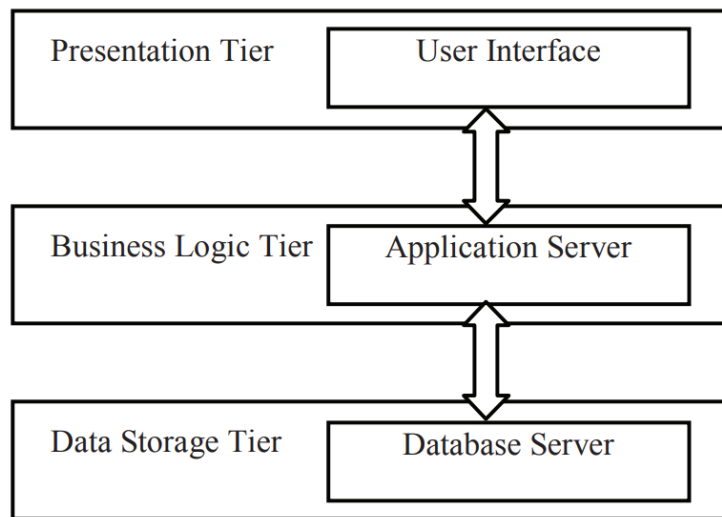 Presentation Tier
User Interface
Business Logic Tier
Application Server
Data Storage Tier
Database Server